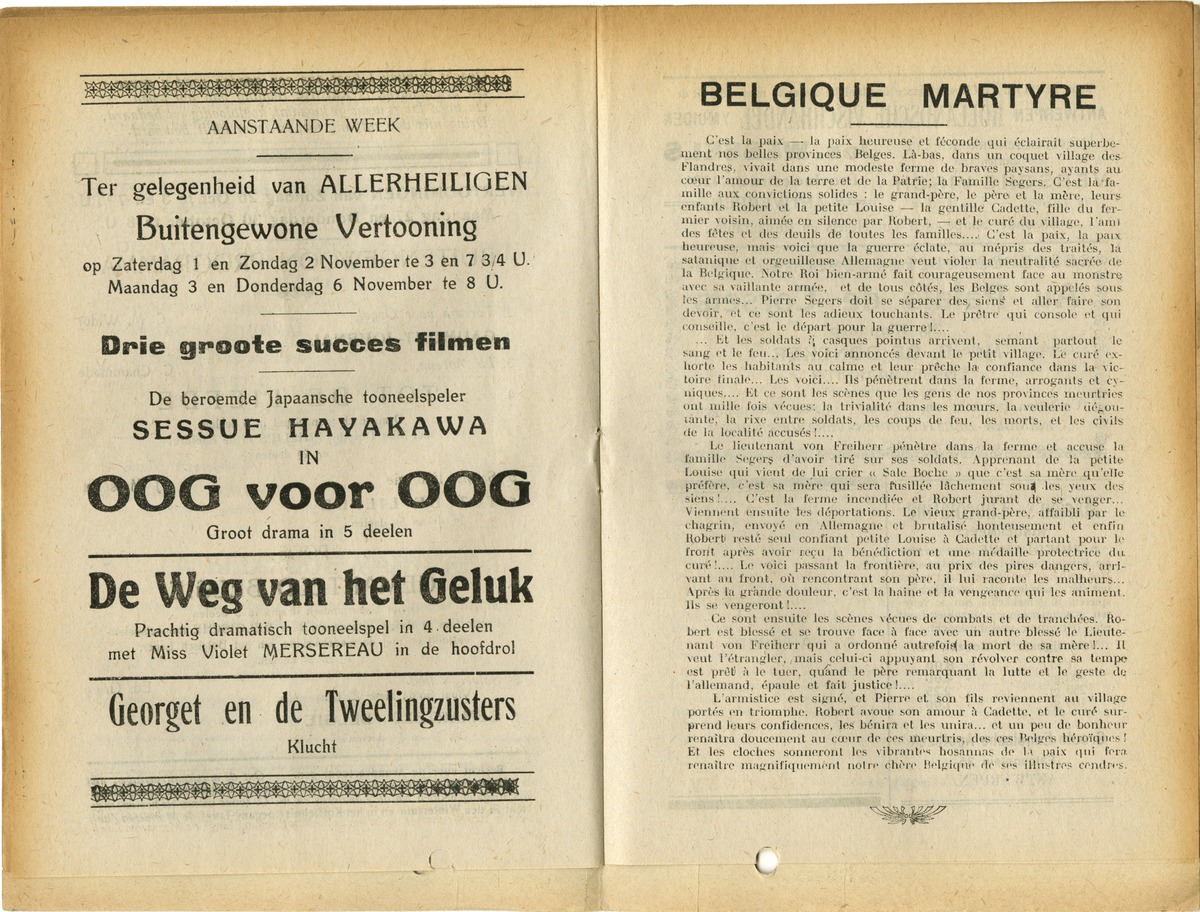 AANSTAANDE WEEK
Ter gelegenheid van ALLERHEILIGEN
Buitengewone Vertooning
op Zaterdag 1 en Zondag 2 November te 3 en 7 3/4 U.
Maandag 3 en Donderdag 6 November te 8 U.
Drie groote succes filmen
De beroemde Japaansche tooneelspeler
SESSUE HAYAKAWA
IN
OOG voor OOG
Groot drama in 5 deelen
De Weg van het Geluk
Prachtig dramatisch tooneelspel in 4 deelen
met Miss Violet MERSEREAU in de hoofdrol
Georget en de Tweelingzusters
Klucht
BELGIQUE MARTYRE
C'est la paix — la paix heureuse et féconde qui éclairait superbe-
ment nos belles provinces Belges. Là-bas, dans un coquet village des
Flandres, vivait dans une modeste ferme de braves paysans, ayants au
cœur l'amour de la terre et de la Patrie; la Famille Segers. C'est la fa-
mille aux convictions solides : le grand-père, le père et la mère, leurs
enfants Robert et la petite Louise — la gentille Cadette, fille du fer-
mier voisin, aimée en silence par Robert, — et le curé du village, l'ami
des fêtes et des deuils de toutes les familles.... C'est la paix, la paix
heureuse, mais voici que la guerre éclate, au mépris des traités, la
satanique et orgueilleuse Allemagne veut violer la neutralité sacrée de
la Belgique. Notre Roi bien-armé fait courageusement face au monstre
avec sa vaillante armée, et de tous côtés, les Belges sont appelés sous
les armes... Pierre Segers doit se séparer des siens et aller faire son
devoir, et ce sont les adieux touchants. Le prêtre qui console et qui
conseille, c'est le départ pour la guerre!....
... Et les soldats à casques pointus arrivent, semant partout le
sang et le feu... Les voici annoncés devant le petit village. Le curé ex-
horte les habitants au calme et leur prêche la confiance dans la vic-
toire finale... Les voici.... Ils pénètrent dans la ferme, arrogants et cy-
niques.... Et ce sont les scènes que les gens de nos provinces meurtries
ont mille fois vécues; la trivialité dans les mœurs, la veulerie dégou-
tante, la rixe entre soldats, les coups de feu, les morts, et les civils
de la localité accusés!....
Le lieutenant von Freiherr pénètre dans la ferme et accuse la
famille Segers d'avoir tiré sur ses soldats. Apprenant de la petite
Louise qui vient de lui crier « Sale Boche » que c'est sa mère qu'elle
préfère, c'est sa mère qui sera fusillée lâchement sous les yeux des
siens!.... C'est la ferme incendiée et Robert jurant de se venger...
Viennent ensuite les déportations. Le vieux grand-père, affaibli par le
chagrin, envoyé en Allemagne et brutalisé honteusement et enfin
Robert resté seul confiant petite Louise à Cadette et partant pour le
front après avoir reçu la bénédiction et une médaille protectrice du
curé!.... Le voici passant la frontière, au prix des pires dangers, arri-
vant au front, où rencontrant son père, il lui raconte les malheurs...
Après la grande douleur, c'est la haine et la vengeance qui les animent.
Ils se vengeront!....
Ce sont ensuite les scènes vécues de combats et de tranchées. Ro-
bert est blessé et se trouve face à face avec un autre blessé le Lieute-
nant von Freiherr qui a ordonné autrefois la mort de sa mère!... Il
veut l'étrangler, mais celui-ci appuyant son révolver contre sa tempe
est prêt à le tuer, quand le père remarquant la lutte et le geste de
l'allemand, épaule et fait justice!....
L'armistice est signé, et Pierre et son fils reviennent au village
portés en triomphe. Robert avoue son amour à Cadette, et le curé sur-
prend leurs confidences, les bénira et les unira... et un peu de bonheur
renaîtra doucement au cœur de ces meurtris, des ces Belges héroïques!
Et les cloches sonneront les vibrantes hosannas de la paix qui fera
renaître magnifiquement notre chère Belgique de ses illustres cendres.